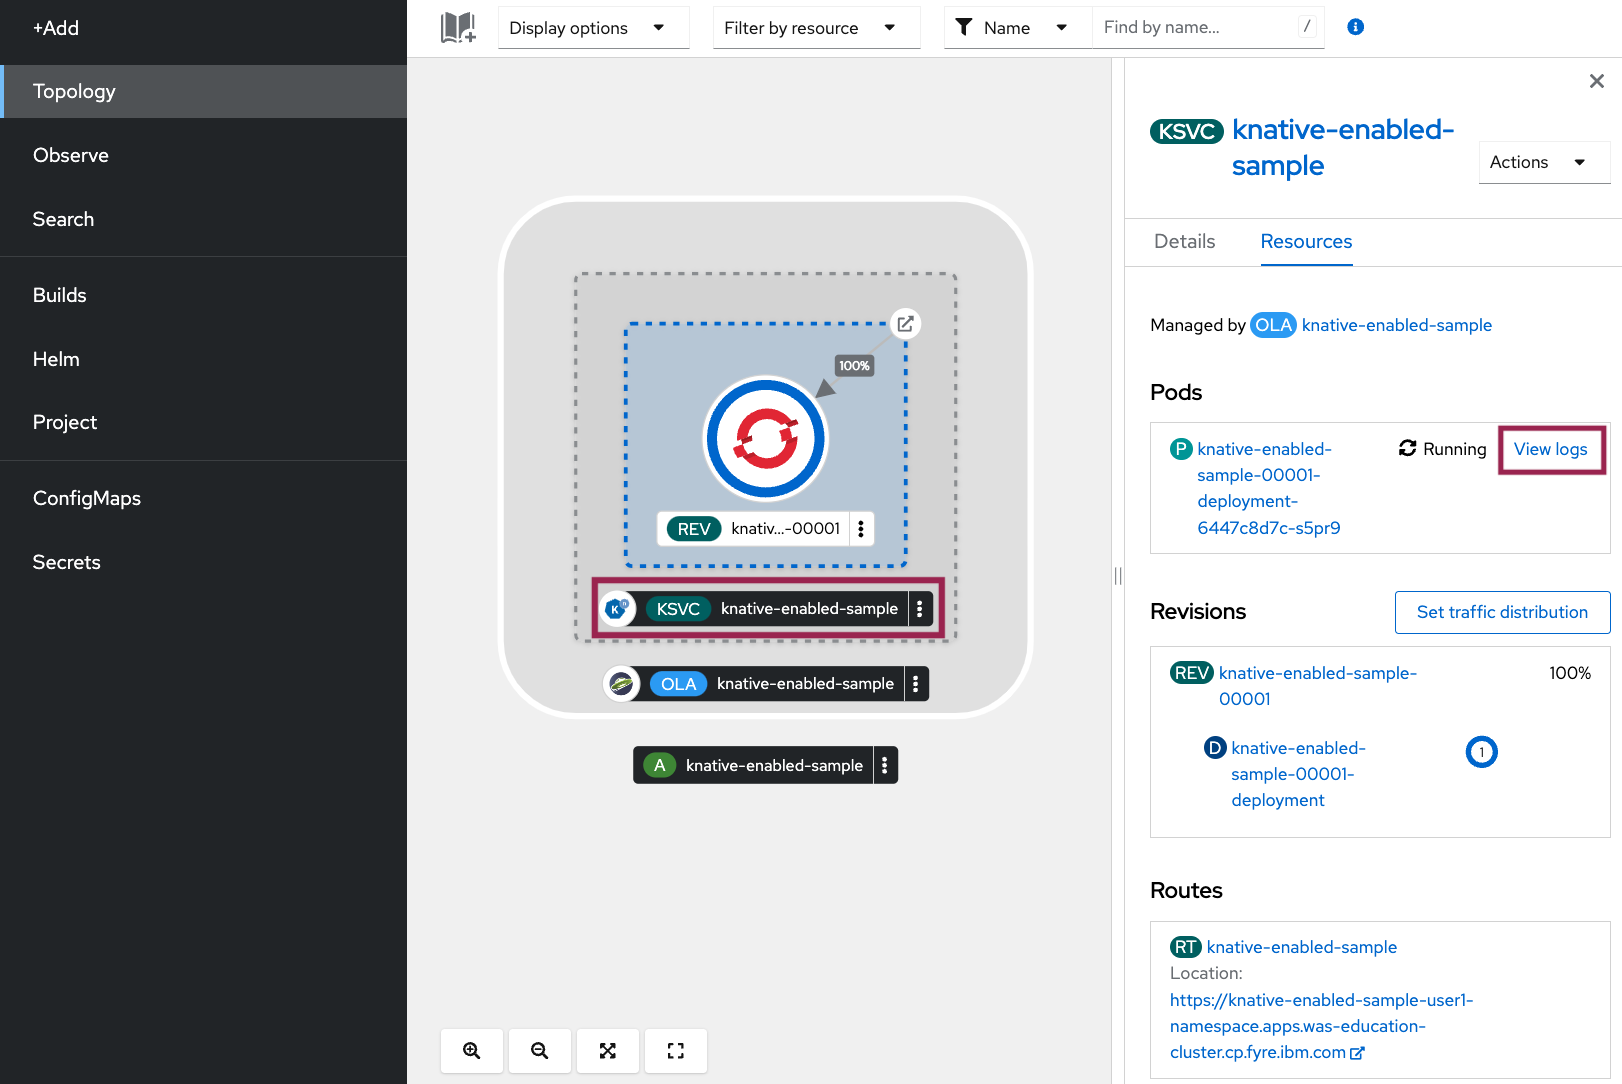 +Add
Topology
Observe
Search
Builds
Helm
Project
ConfigMaps
Secrets
Display options
Filter by resource
Name
Find by name...
/
100%
REV knativ...-00001
KSVC knative-enabled-sample
OLA knative-enabled-sample
A knative-enabled-sample
KSVC knative-enabled-
sample
Actions
Details Resources
Managed by OLA knative-enabled-sample
Pods
P knative-enabled-
sample-00001-
deployment-
6447c8d7c-s5pr9
Running
View logs
Revisions
Set traffic distribution
REV knative-enabled-sample-
00001
100%
D knative-enabled-
sample-00001-
deployment
1
Routes
RT knative-enabled-sample
Location:
https://knative-enabled-sample-user1-
namespace.apps.was-education-
cluster.cp.fyre.ibm.com